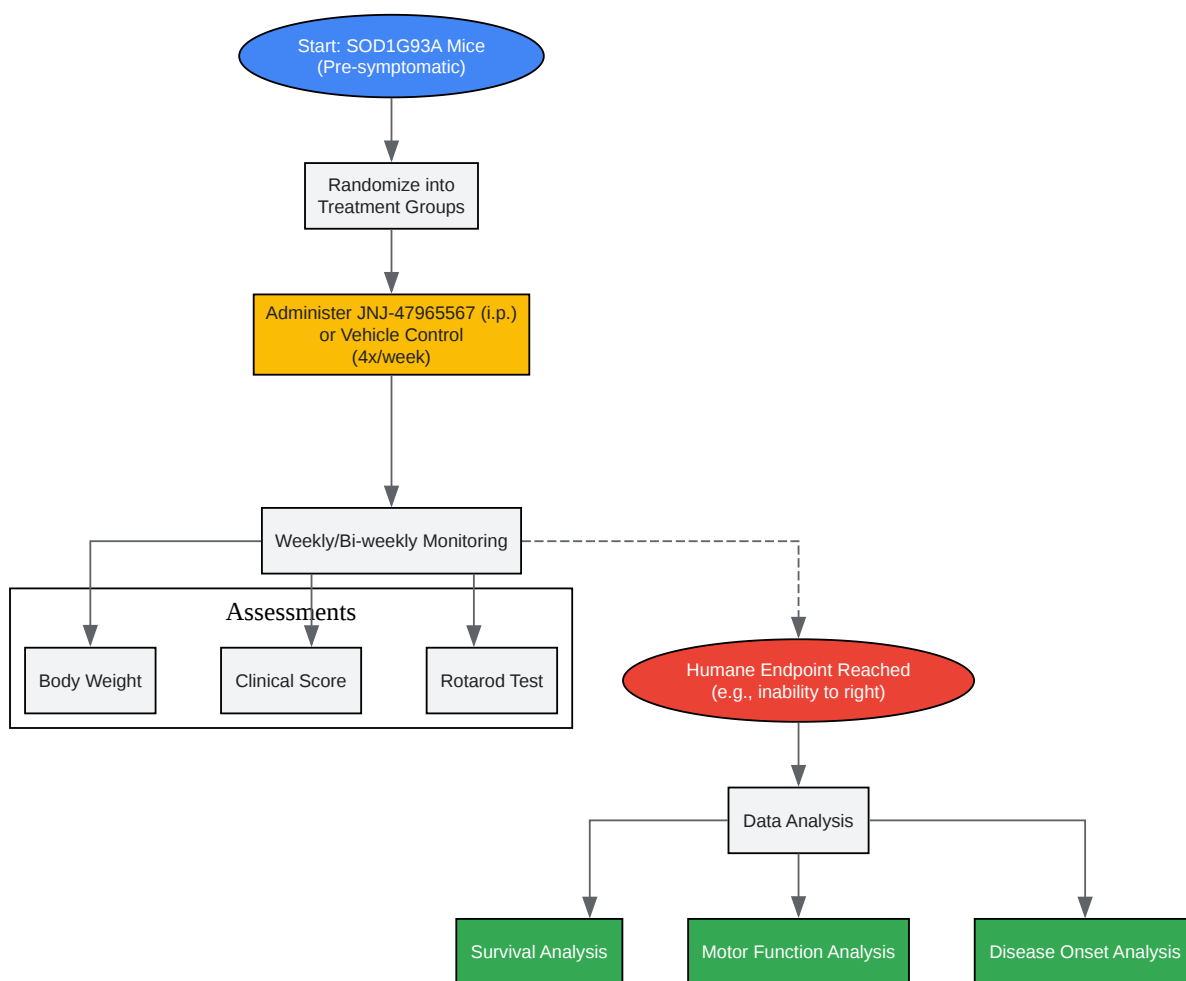 Start: SOD1G93A Mice
(Pre-symptomatic)
Randomize into
Treatment Groups
Administer JNJ-47965567 (i.p.)
or Vehicle Control
(4x/week)
Weekly/Bi-weekly Monitoring
Assessments
Body Weight
Clinical Score
Rotarod Test
Humane Endpoint Reached
(e.g., inability to right)
Data Analysis
Survival Analysis
Motor Function Analysis
Disease Onset Analysis